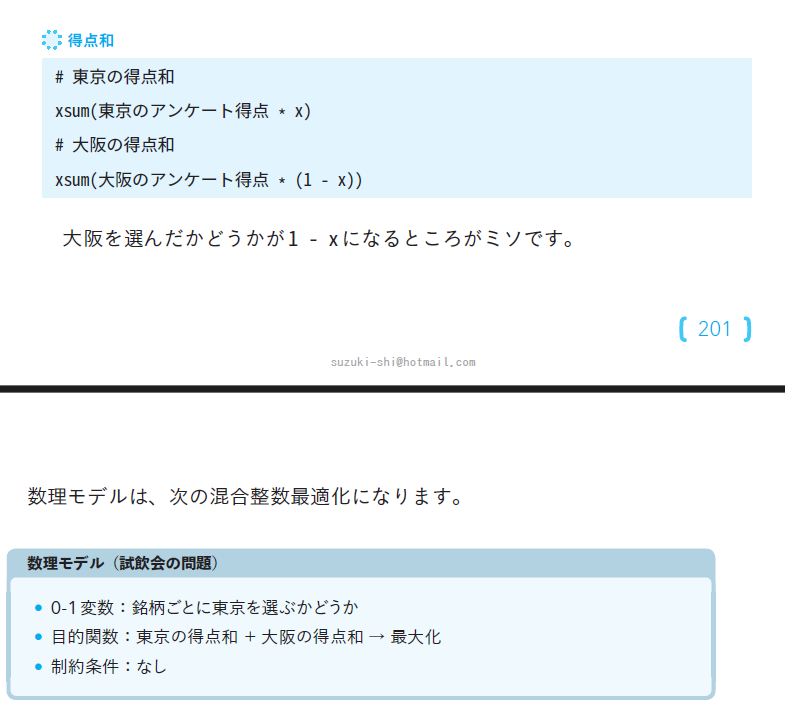 得点和
# 東京の得点和
xsum(東京のアンケート得点 * x)
# 大阪の得点和
xsum(大阪のアンケート得点 * (1 - x))
大阪を選んだかどうかが1 - xになるところがミソです。
201
suzuki-shi@hotmail.com
数理モデルは、次の混合整数最適化になります。
数理モデル（試飲会の問題）
• 0-1変数：銘柄ごとに東京を選ぶかどうか
• 目的関数：東京の得点和 + 大阪の得点和 → 最大化
• 制約条件：なし